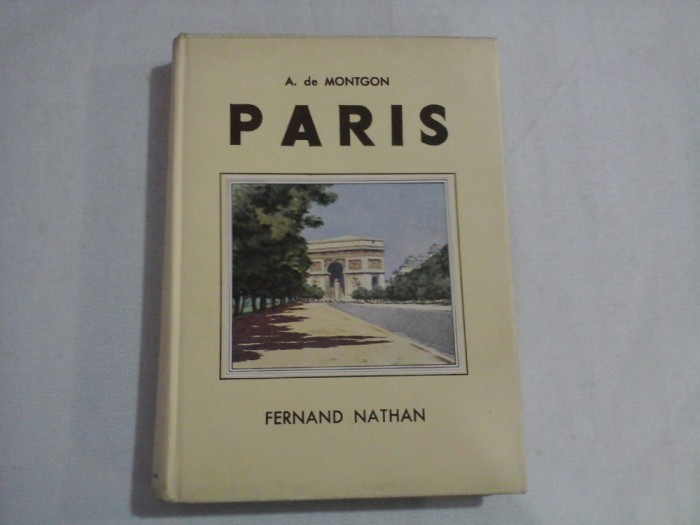 A. de MONTGON
PARIS
FERNAND NATHAN